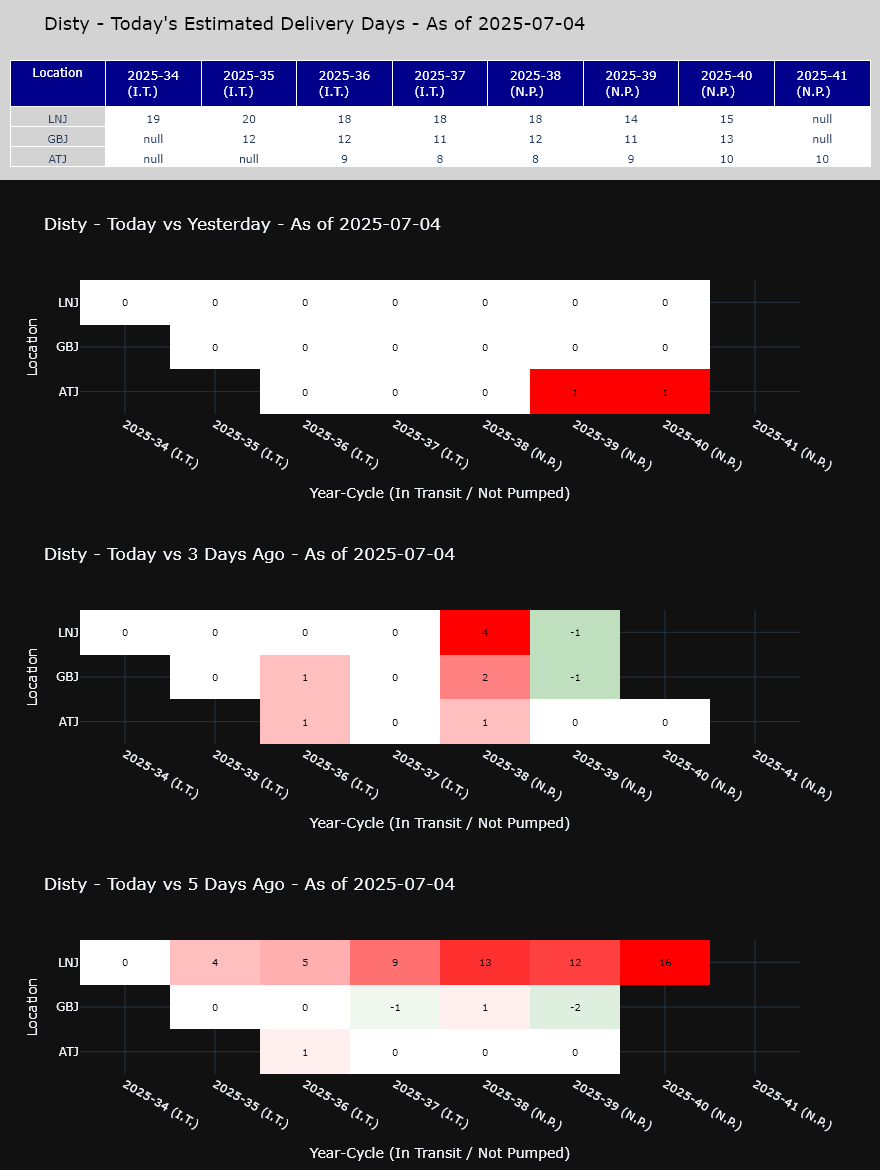 Disty - Today's Estimated Delivery Days - As of 2025-07-04
Location 2025-34 (I.T.) 2025-35 (I.T.) 2025-36 (I.T.) 2025-37 (I.T.) 2025-38 (N.P.) 2025-39 (N.P.) 2025-40 (N.P.) 2025-41 (N.P.)
LNJ 19 20 18 18 18 14 15 null
GBJ null 12 12 11 12 11 13 null
ATJ null null 9 8 8 9 10 10
Disty - Today vs Yesterday - As of 2025-07-04
Location
LNJ 0 0 0 0 0 0 0
GBJ 0 0 0 0 0 0
ATJ 0 0 0 1 1
2025-34 (I.T.) 2025-35 (I.T.) 2025-36 (I.T.) 2025-37 (I.T.) 2025-38 (N.P.) 2025-39 (N.P.) 2025-40 (N.P.) 2025-41 (N.P.)
Year-Cycle (In Transit / Not Pumped)
Disty - Today vs 3 Days Ago - As of 2025-07-04
Location
LNJ 0 0 0 0 4 -1
GBJ 0 1 0 2 -1
ATJ 1 0 1 0 0
2025-34 (I.T.) 2025-35 (I.T.) 2025-36 (I.T.) 2025-37 (I.T.) 2025-38 (N.P.) 2025-39 (N.P.) 2025-40 (N.P.) 2025-41 (N.P.)
Year-Cycle (In Transit / Not Pumped)
Disty - Today vs 5 Days Ago - As of 2025-07-04
Location
LNJ 0 4 5 9 13 12 16
GBJ 0 0 -1 1 -2
ATJ 1 0 0 0
2025-34 (I.T.) 2025-35 (I.T.) 2025-36 (I.T.) 2025-37 (I.T.) 2025-38 (N.P.) 2025-39 (N.P.) 2025-40 (N.P.) 2025-41 (N.P.)
Year-Cycle (In Transit / Not Pumped)